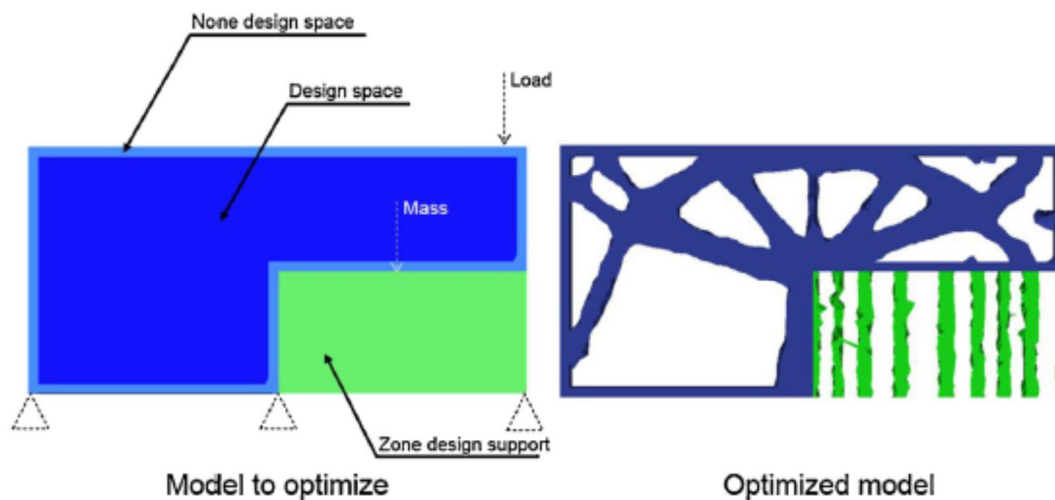 None design space
Load
Design space
Mass
Zone design support
Model to optimize
Optimized model